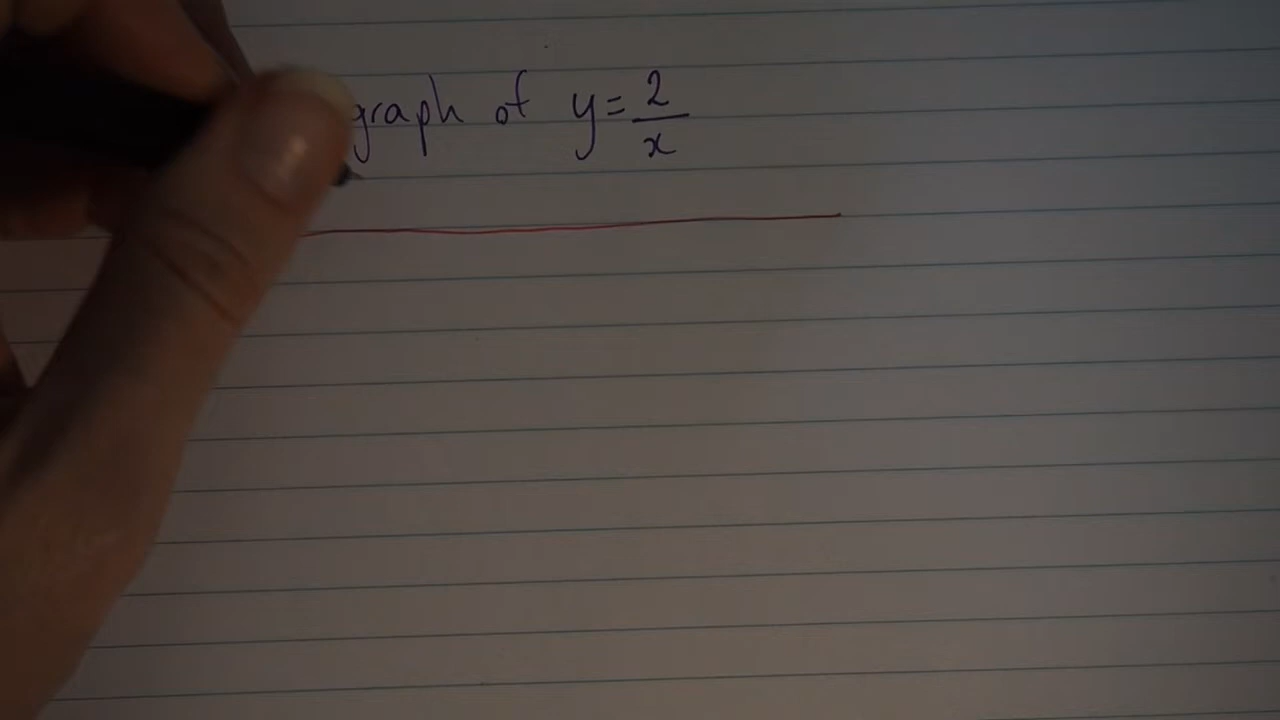 graph of y = 2/x